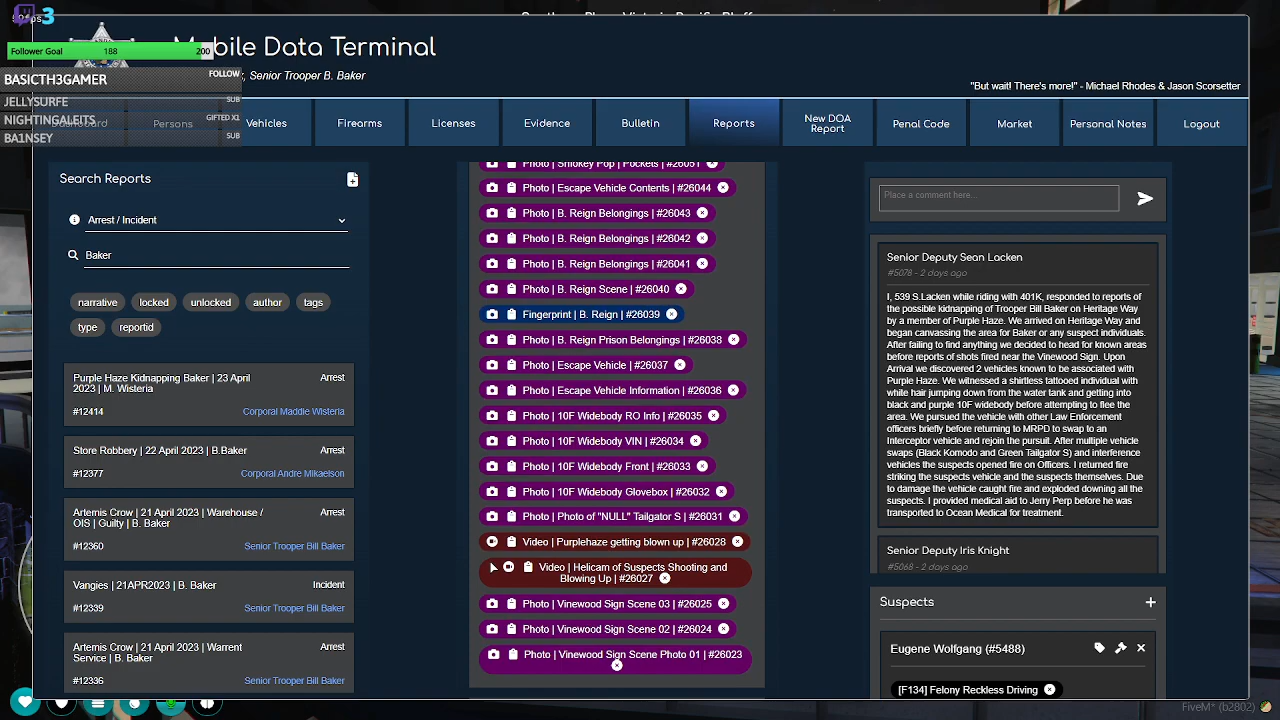 3
Follower Goal 188 200
BASICTH3GAMER FOLLOW
JELLYSURFE SUB
NIGHTINGALITS GIFTED X1
BA1NSEY SUB
Mobile Data Terminal
, Senior Trooper B. Baker
"But wait! There's more!" - Michael Rhodes & Jason Scorsetter
Persons
Vehicles
Firearms
Licenses
Evidence
Bulletin
Reports
New DOA
Report
Penal Code
Market
Personal Notes
Logout
Search Reports
Arrest / Incident
Baker
narrative
locked
unlocked
author
tags
type
reportid
Purple Haze Kidnapping Baker | 23 April
2023 | M. Wisteria
Arrest
#12414
Corporal Maddie Wisteria
Store Robbery | 22 April 2023 | B.Baker
Arrest
#12377
Corporal Andre Mikaelson
Artemis Crow | 21 April 2023 | Warehouse /
OIS | Guilty | B. Baker
Arrest
#12360
Senior Trooper Bill Baker
Vangies | 21APR2023 | B. Baker
Incident
#12339
Senior Trooper Bill Baker
Artemis Crow | 21 April 2023 | Warrent
Service | B. Baker
Arrest
#12336
Senior Trooper Bill Baker
Photo | Smokey Pop | Pockets | #26051
Photo | Escape Vehicle Contents | #26044
Photo | B. Reign Belongings | #26043
Photo | B. Reign Belongings | #26042
Photo | B. Reign Belongings | #26041
Photo | B. Reign Scene | #26040
Fingerprint | B. Reign | #26039
Photo | B. Reign Prison Belongings | #26038
Photo | Escape Vehicle | #26037
Photo | Escape Vehicle Information | #26036
Photo | 10F Widebody RO Info | #26035
Photo | 10F Widebody VIN | #26034
Photo | 10F Widebody Front | #26033
Photo | 10F Widebody Glovebox | #26032
Photo | Photo of "NULL" Tailgator S | #26031
Video | Purplehaze getting blown up | #26028
Video | Helicam of Suspects Shooting and
Blowing Up | #26027
Photo | Vinewood Sign Scene 03 | #26025
Photo | Vinewood Sign Scene 02 | #26024
Photo | Vinewood Sign Scene Photo 01 | #26023
Place a comment here...
Senior Deputy Sean Lacken
#5078 - 2 days ago
I, 539 S.Lacken while riding with 401K, responded to reports of
the possible kidnapping of Trooper Bill Baker on Heritage Way
by a member of Purple Haze. We arrived on Heritage Way and
began canvassing the area for Baker or any suspect individuals.
After failing to find anything we decided to head for known areas
before reports of shots fired near the Vinewood Sign. Upon
Arrival we discovered 2 vehicles known to be associated with
Purple Haze. We witnessed a shirtless tattooed individual with
white hair jumping down from the water tank and getting into
black and purple 10F widebody before attempting to flee the
area. We pursued the vehicle with other Law Enforcement
officers briefly before returning to MRPD to swap to an
Interceptor vehicle and rejoin the pursuit. After multiple vehicle
swaps (Black Komodo and Green Tailgator S) and interference
vehicles the suspects opened fire on Officers. I returned fire
striking the suspects vehicle and the suspects themselves. Due
to damage the vehicle caught fire and exploded downing all the
suspects. I provided medical aid to Jerry Perp before he was
transported to Ocean Medical for treatment.
Senior Deputy Iris Knight
#5068 - 2 days ago
Suspects
Eugene Wolfgang (#5488)
[F134] Felony Reckless Driving
FiveM* (b2802)